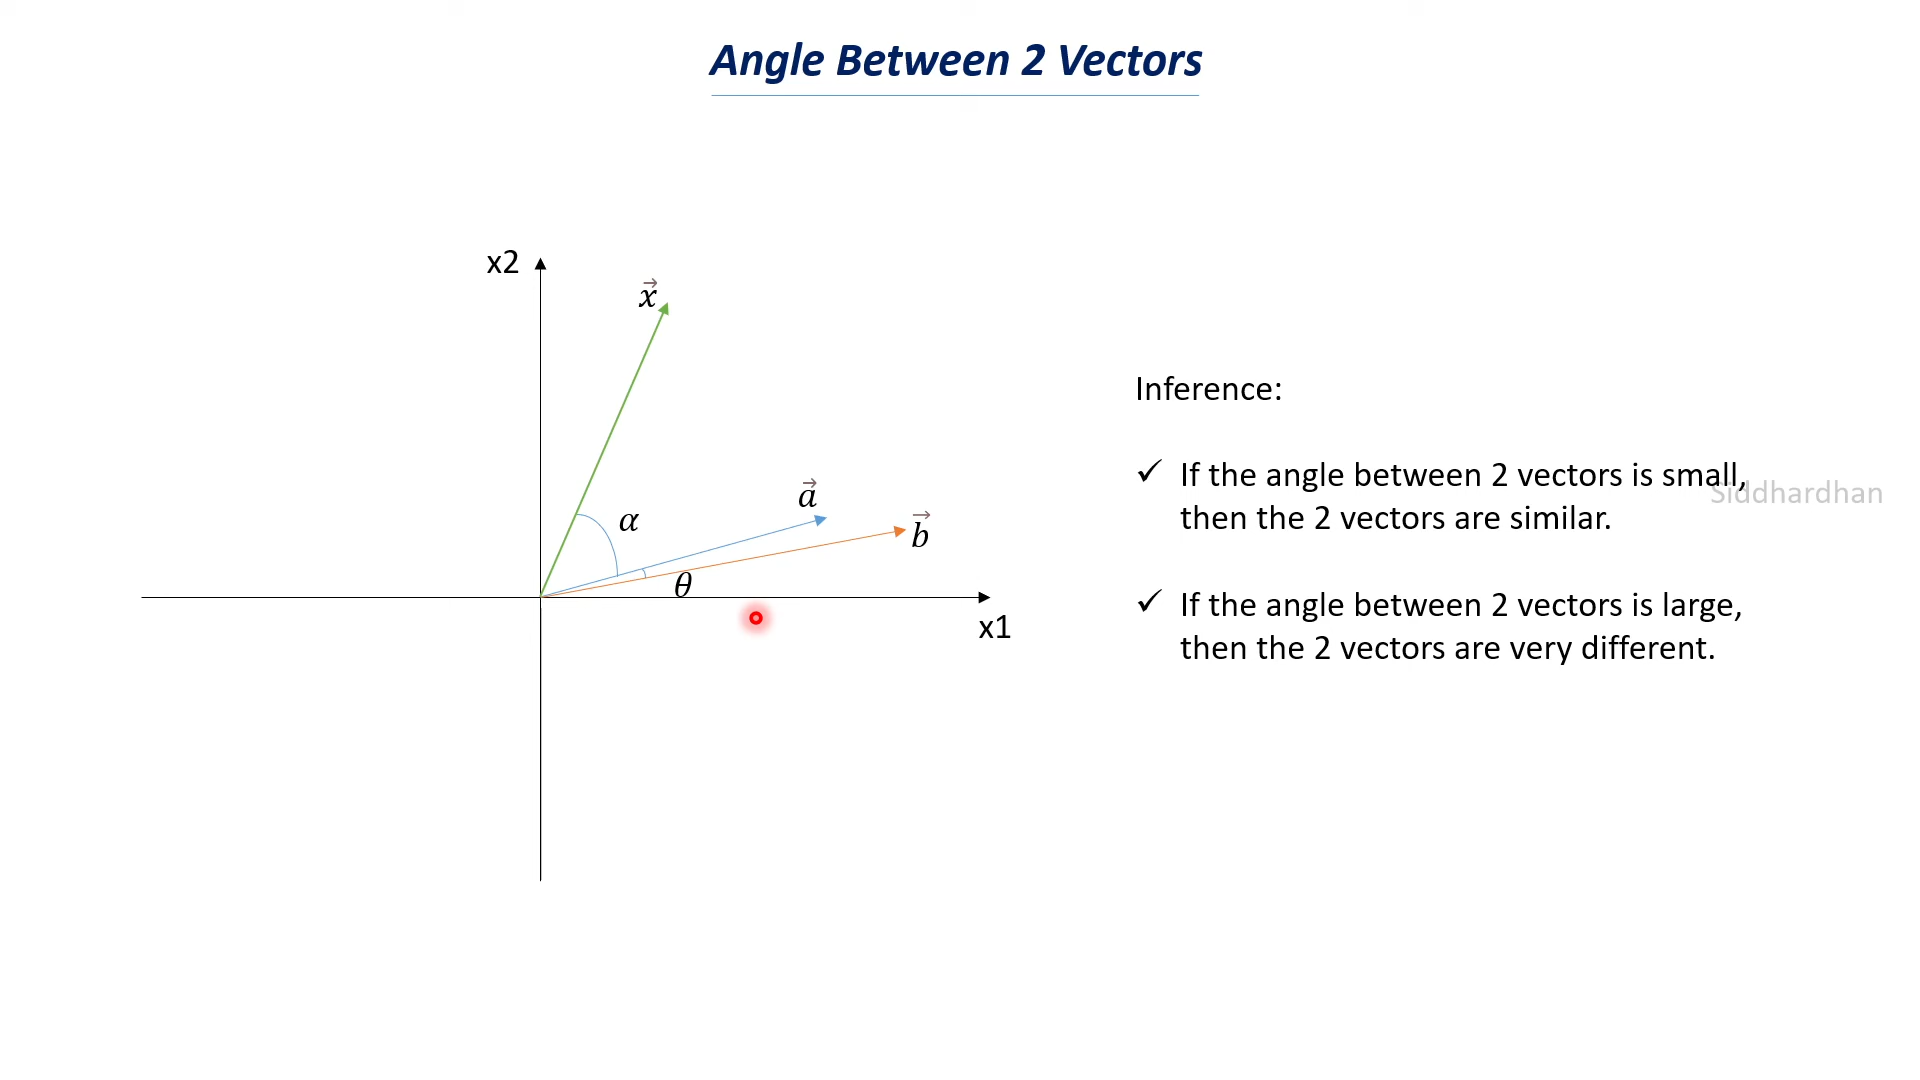 Angle Between 2 Vectors
x2
x⃗
a⃗
α
b⃗
θ
x1
Inference:
✓ If the angle between 2 vectors is small,
then the 2 vectors are similar.
Siddhardhan
✓ If the angle between 2 vectors is large,
then the 2 vectors are very different.